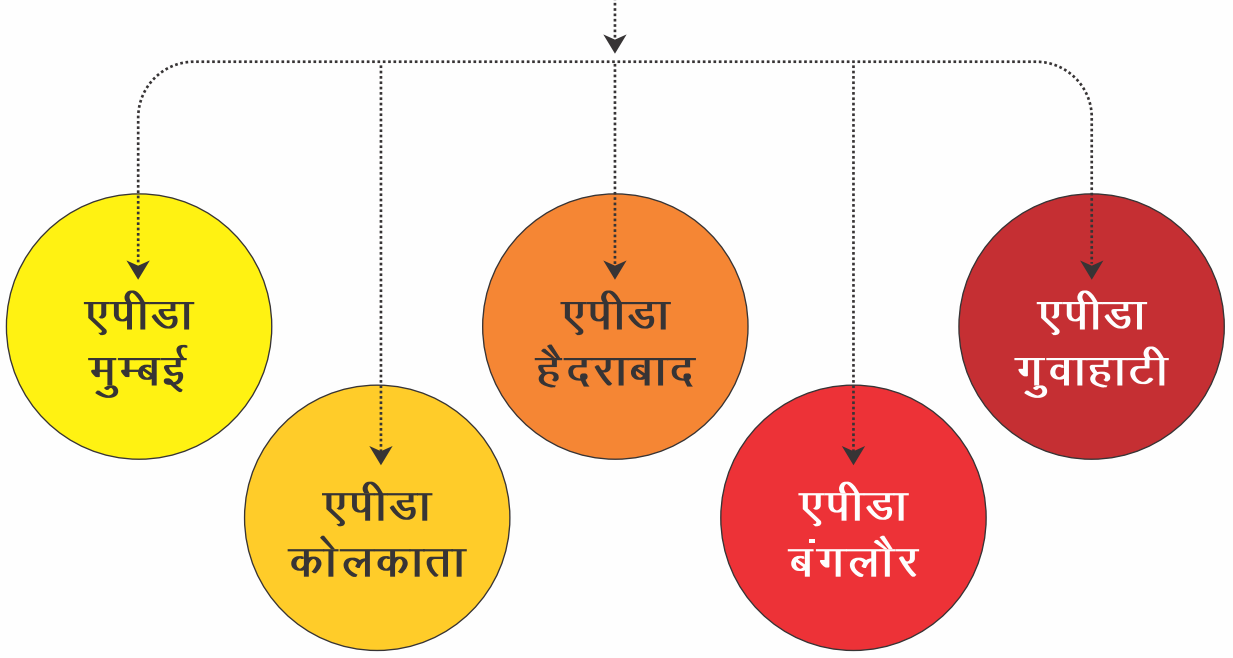 एपीडा
मुम्बई
एपीडा
कोलकाता
एपीडा
हैदराबाद
एपीडा
बंगलौर
एपीडा
गुवाहाटी